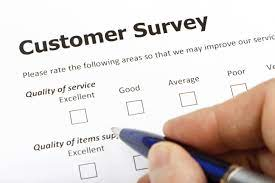 Customer Survey
Please rate the following areas so that we may improve our
Quality of service
Excellent Good Average Poor
Quality of items
Excellent